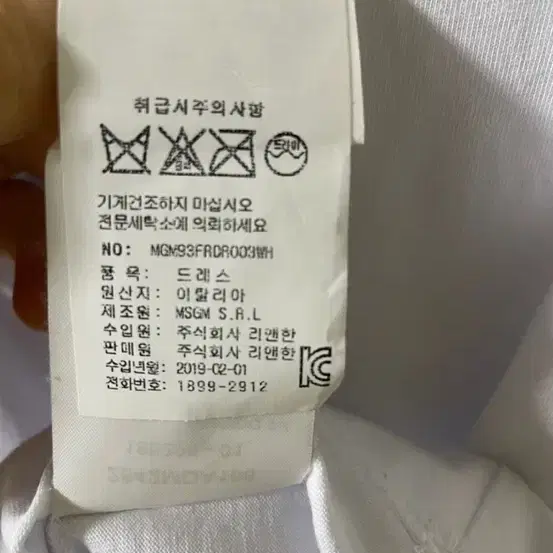 취급시주의사항
드라이
기계건조하지 마십시오
전문세탁소에 의뢰하세요
NO: MGM93FRDR003WH
품 목: 드레스
원산지: 이탈리아
제조원: MSGM S.R.L
수입원: 주식회사 리앤한
판매원 주식회사 리앤한
수입년월: 2019-02-01
전화번호: 1899-2912